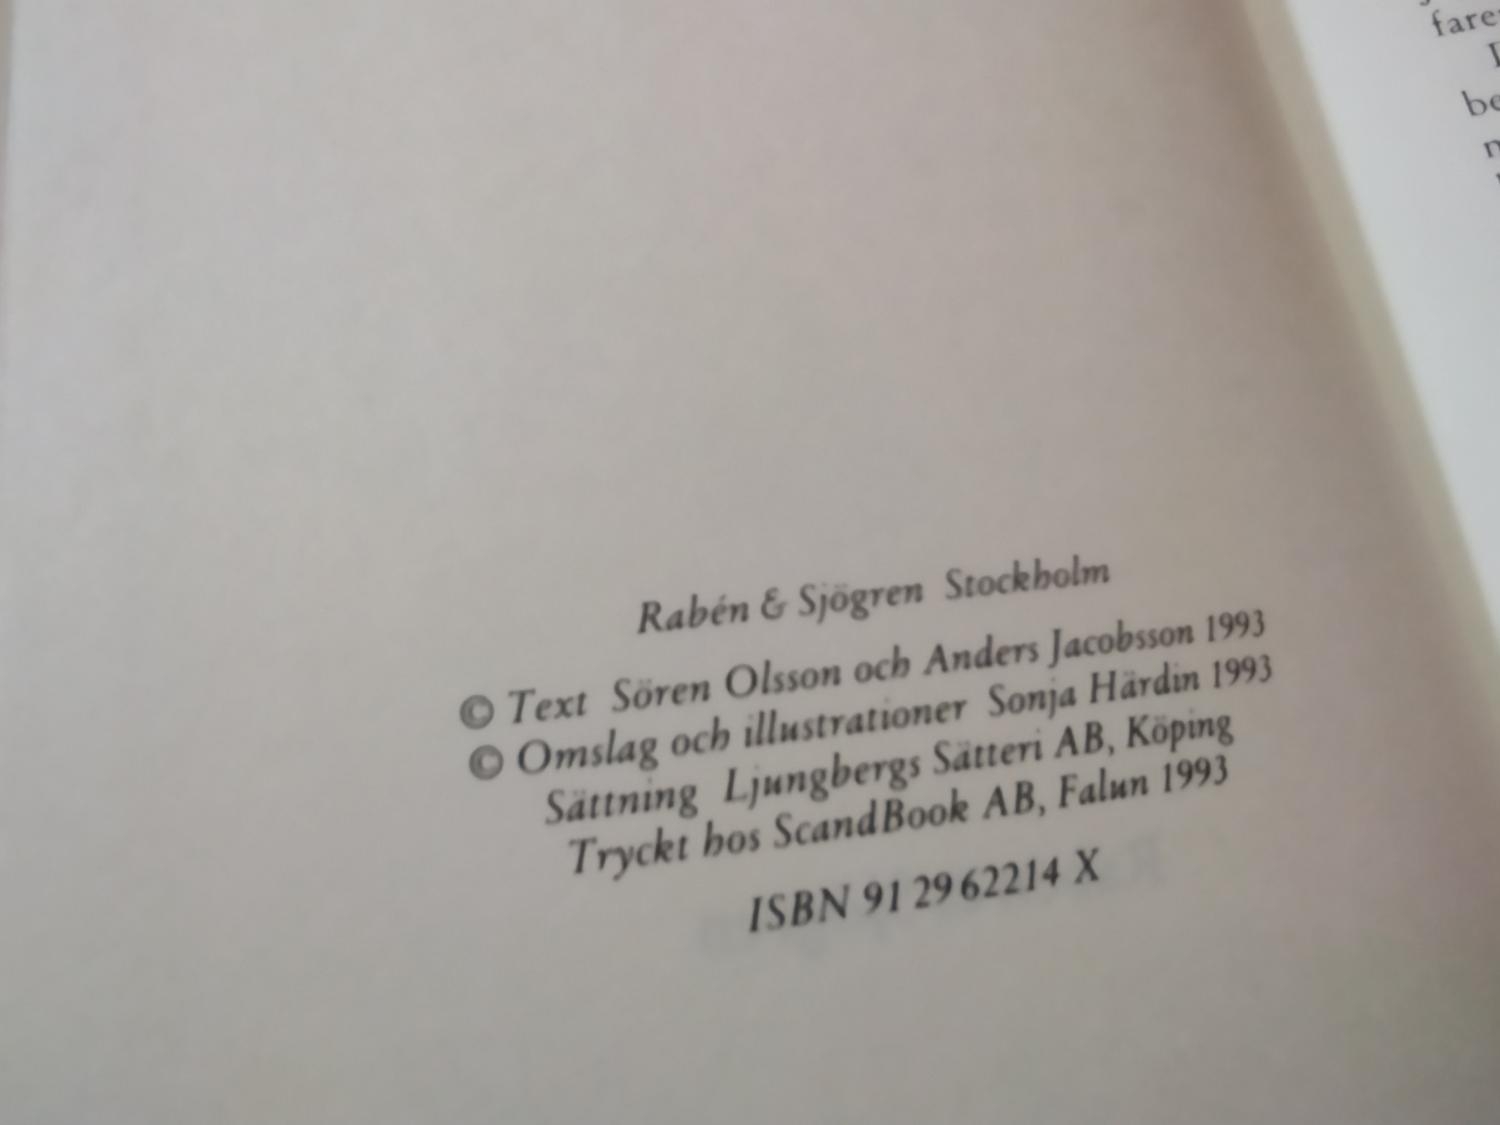 Rabén & Sjögren Stockholm
© Text Sören Olsson och Anders Jacobsson 1993
© Omslag och illustrationer Sonja Härdin 1993
Sättning Ljungbergs Sätteri AB, Köping
Tryckt hos ScandBook AB, Falun 1993
ISBN 91 29 62214 X